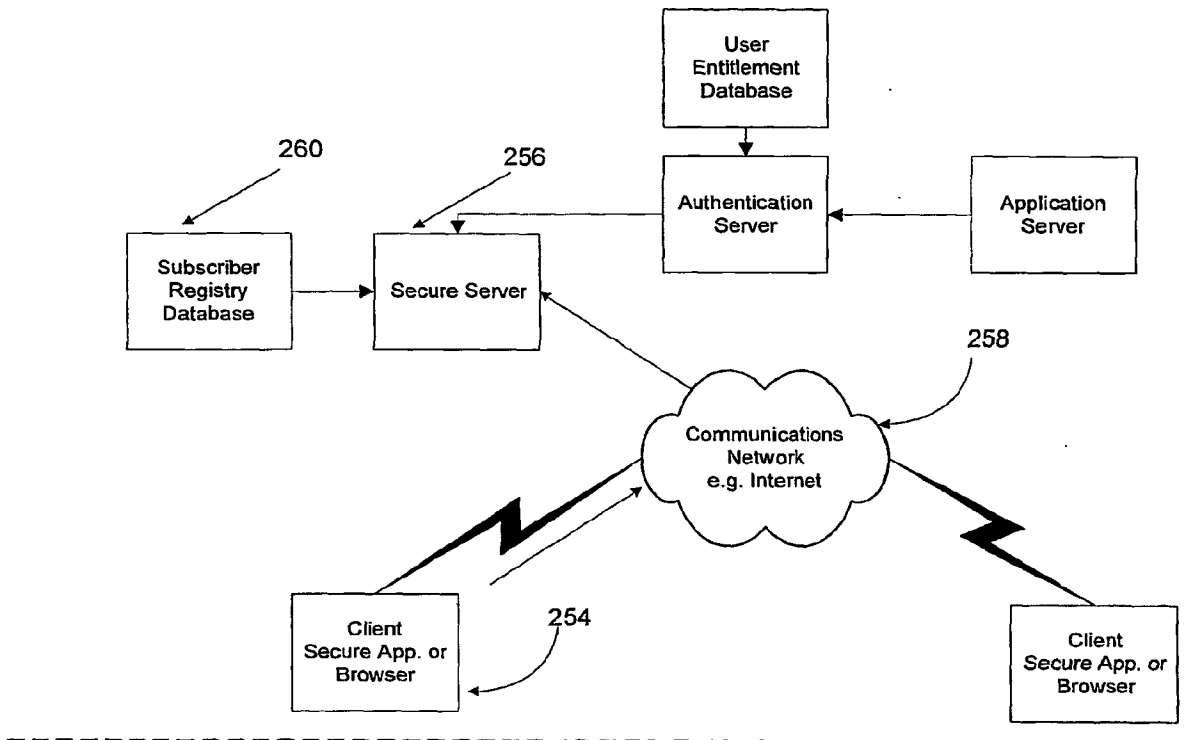 User
Entitlement
Database
260
256
Authentication
Server
Application
Server
Subscriber
Registry
Database
Secure Server
258
Communications
Network
e.g. Internet
254
Client
Secure App. or
Browser
Client
Secure App. or
Browser